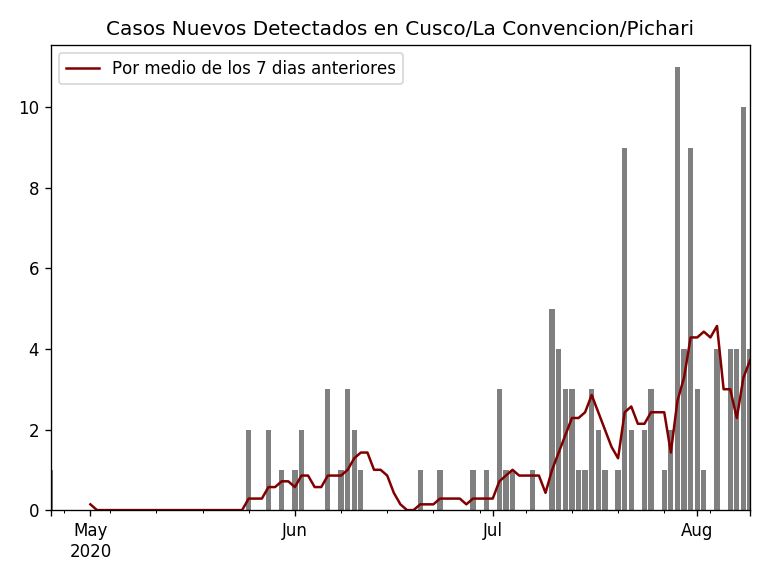 Casos Nuevos Detectados en Cusco/La Convencion/Pichari
Por medio de los 7 dias anteriores
10
8
6
4
2
0
May Jun Jul Aug
2020